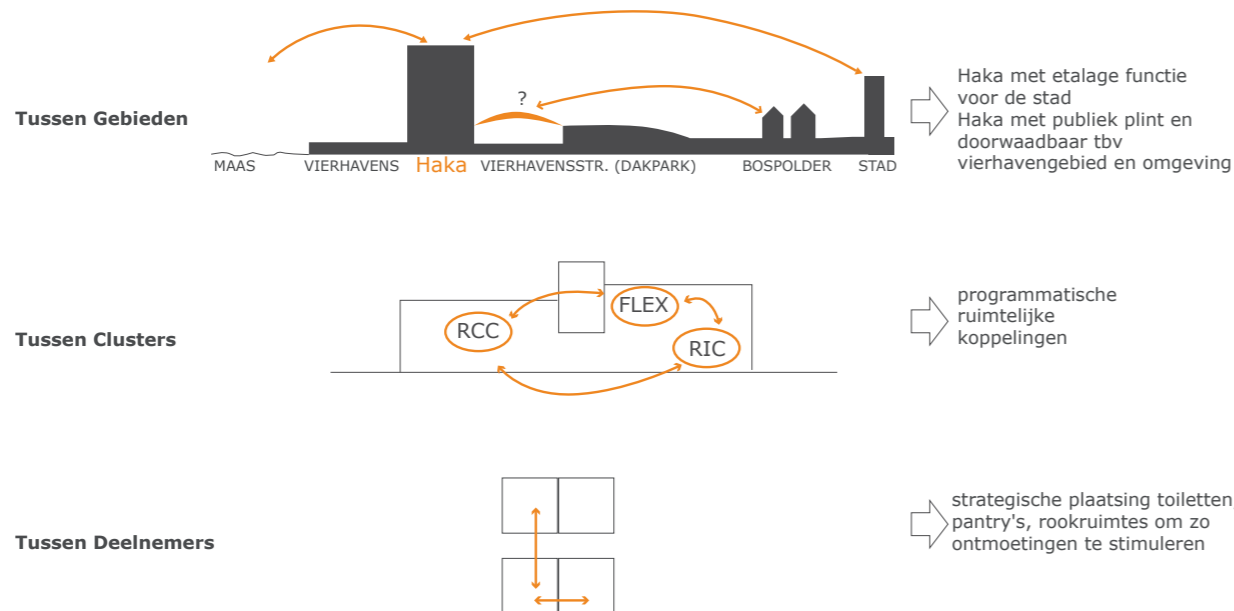 Tussen Gebieden
?
MAAS
VIERHAVENS
Haka
VIERHAVENSSTR. (DAKPARK)
BOSPOLDER
STAD
Haka met etalage functie
voor de stad
Haka met publiek plint en
doorwaadbaar tbv
vierhavengebied en omgeving
Tussen Clusters
RCC
FLEX
RIC
programmatische
ruimtelijke
koppelingen
Tussen Deelnemers
strategische plaatsing toiletten
pantry's, rookruimtes om zo
ontmoetingen te stimuleren